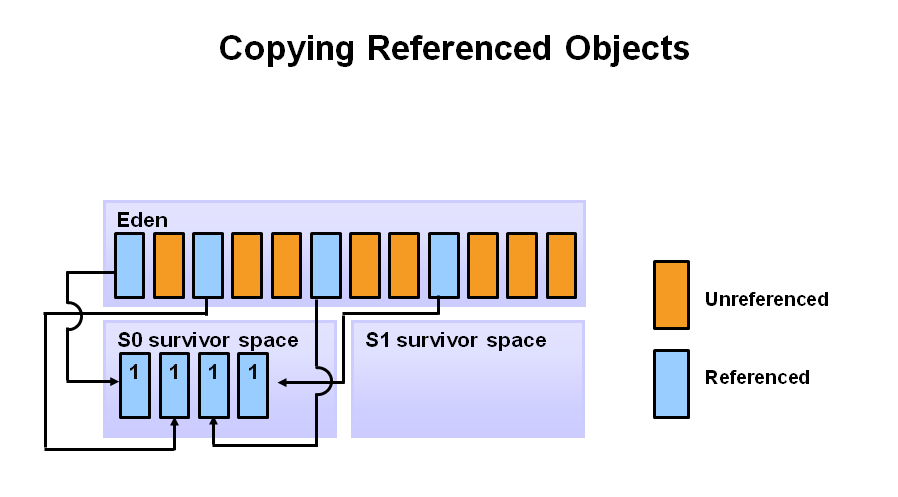 Copying Referenced Objects
Eden
S0 survivor space
1 1 1 1
S1 survivor space
Unreferenced
Referenced